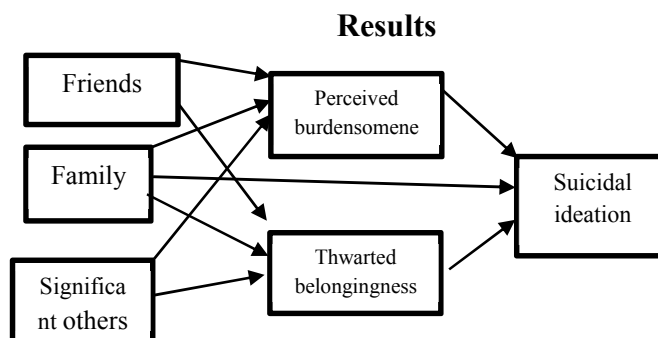 Results
Friends
Perceived
burdensomene
Family
Suicidal
ideation
Thwarted
belongingness
Significa
nt others